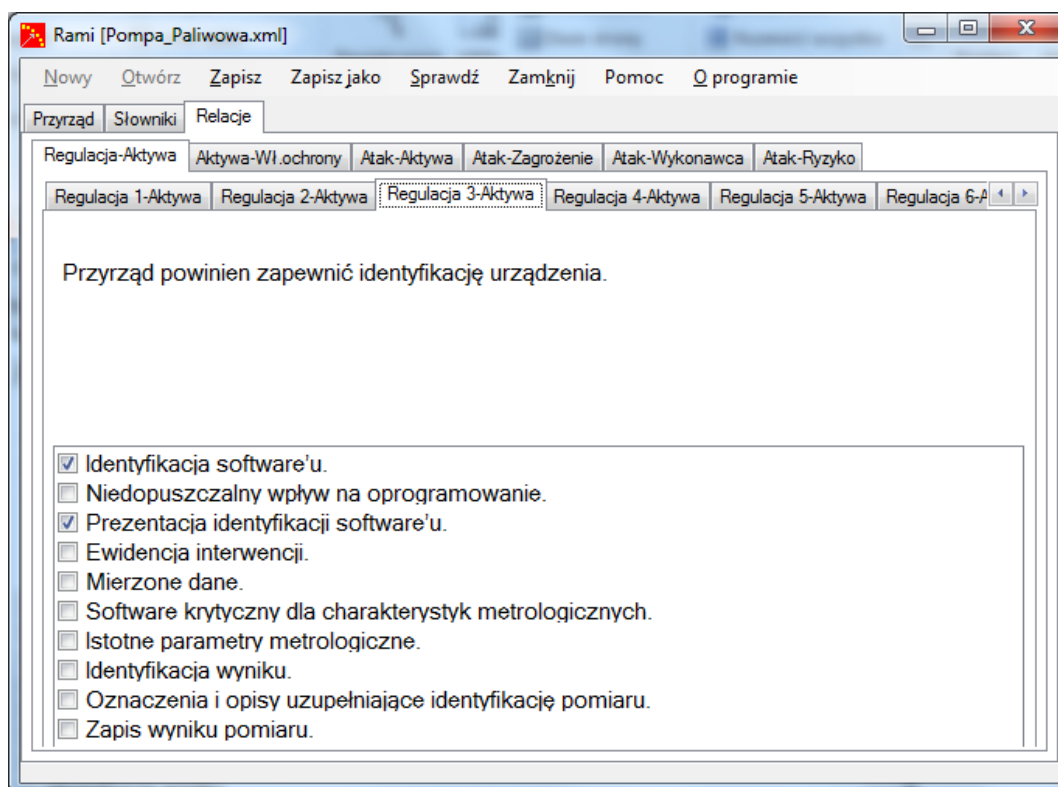 Rami [Pompa_Paliwowa.xml]
Nowy Otwórz Zapisz Zapisz jako Sprawdź Zamknij Pomoc O programie
Przyrząd Słowniki Relacje
Regulacja-Aktywa Aktywa-Wł.ochrony Atak-Aktywa Atak-Zagrożenie Atak-Wykonawca Atak-Ryzyko
Regulacja 1-Aktywa Regulacja 2-Aktywa Regulacja 3-Aktywa Regulacja 4-Aktywa Regulacja 5-Aktywa Regulacja 6-A
Przyrząd powinien zapewnić identyfikację urządzenia.
Identyfikacja software’u.
Niedopuszczalny wpływ na oprogramowanie.
Prezentacja identyfikacji software’u.
Ewidencja interwencji.
Mierzone dane.
Software krytyczny dla charakterystyk metrologicznych.
Istotne parametry metrologiczne.
Identyfikacja wyniku.
Oznaczenia i opisy uzupełniające identyfikację pomiaru.
Zapis wyniku pomiaru.